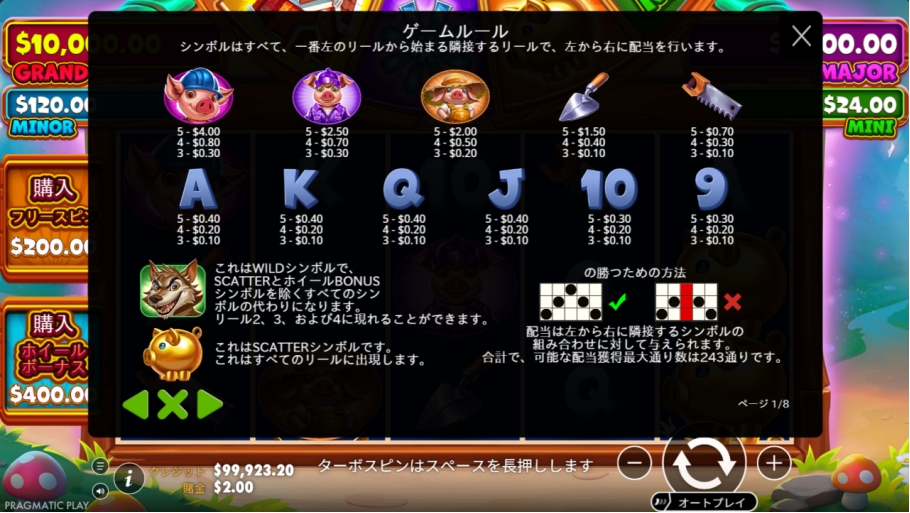 ゲームルール
シンボルはすべて、一番左のリールから始まる隣接するリールで、左から右に配当を行います。
$10,0
GRAND
00.00
MAJOR
$120.00
MINOR
$24.00
MINI
5 - $4.00
4 - $0.80
3 - $0.30
5 - $2.50
4 - $0.70
3 - $0.30
5 - $2.00
4 - $0.50
3 - $0.20
5 - $1.50
4 - $0.40
3 - $0.10
5 - $0.70
4 - $0.30
3 - $0.10
A K Q J 10 9
5 - $0.40
4 - $0.20
3 - $0.10
5 - $0.40
4 - $0.20
3 - $0.10
5 - $0.40
4 - $0.20
3 - $0.10
5 - $0.40
4 - $0.20
3 - $0.10
5 - $0.30
4 - $0.20
3 - $0.10
5 - $0.30
4 - $0.20
3 - $0.10
購入
フリースピン
$200.00
購入
ホイール
ボーナス
$400.00
これはWILDシンボルで、
SCATTERとホイールBONUS
シンボルを除くすべてのシン
ボルの代わりになります。
リール2、3、および4に現れることができます。
これはSCATTERシンボルです。
これはすべてのリールに出現します。
の勝つための方法
配当は左から右に隣接するシンボルの
組み合わせに対して与えられます。
合計で、可能な配当獲得最大通り数は243通りです。
ページ 1/8
クレジット $99,923.20
賭金 $2.00
ターボスピンはスペースを長押しします
オートプレイ
PRAGMATIC PLAY